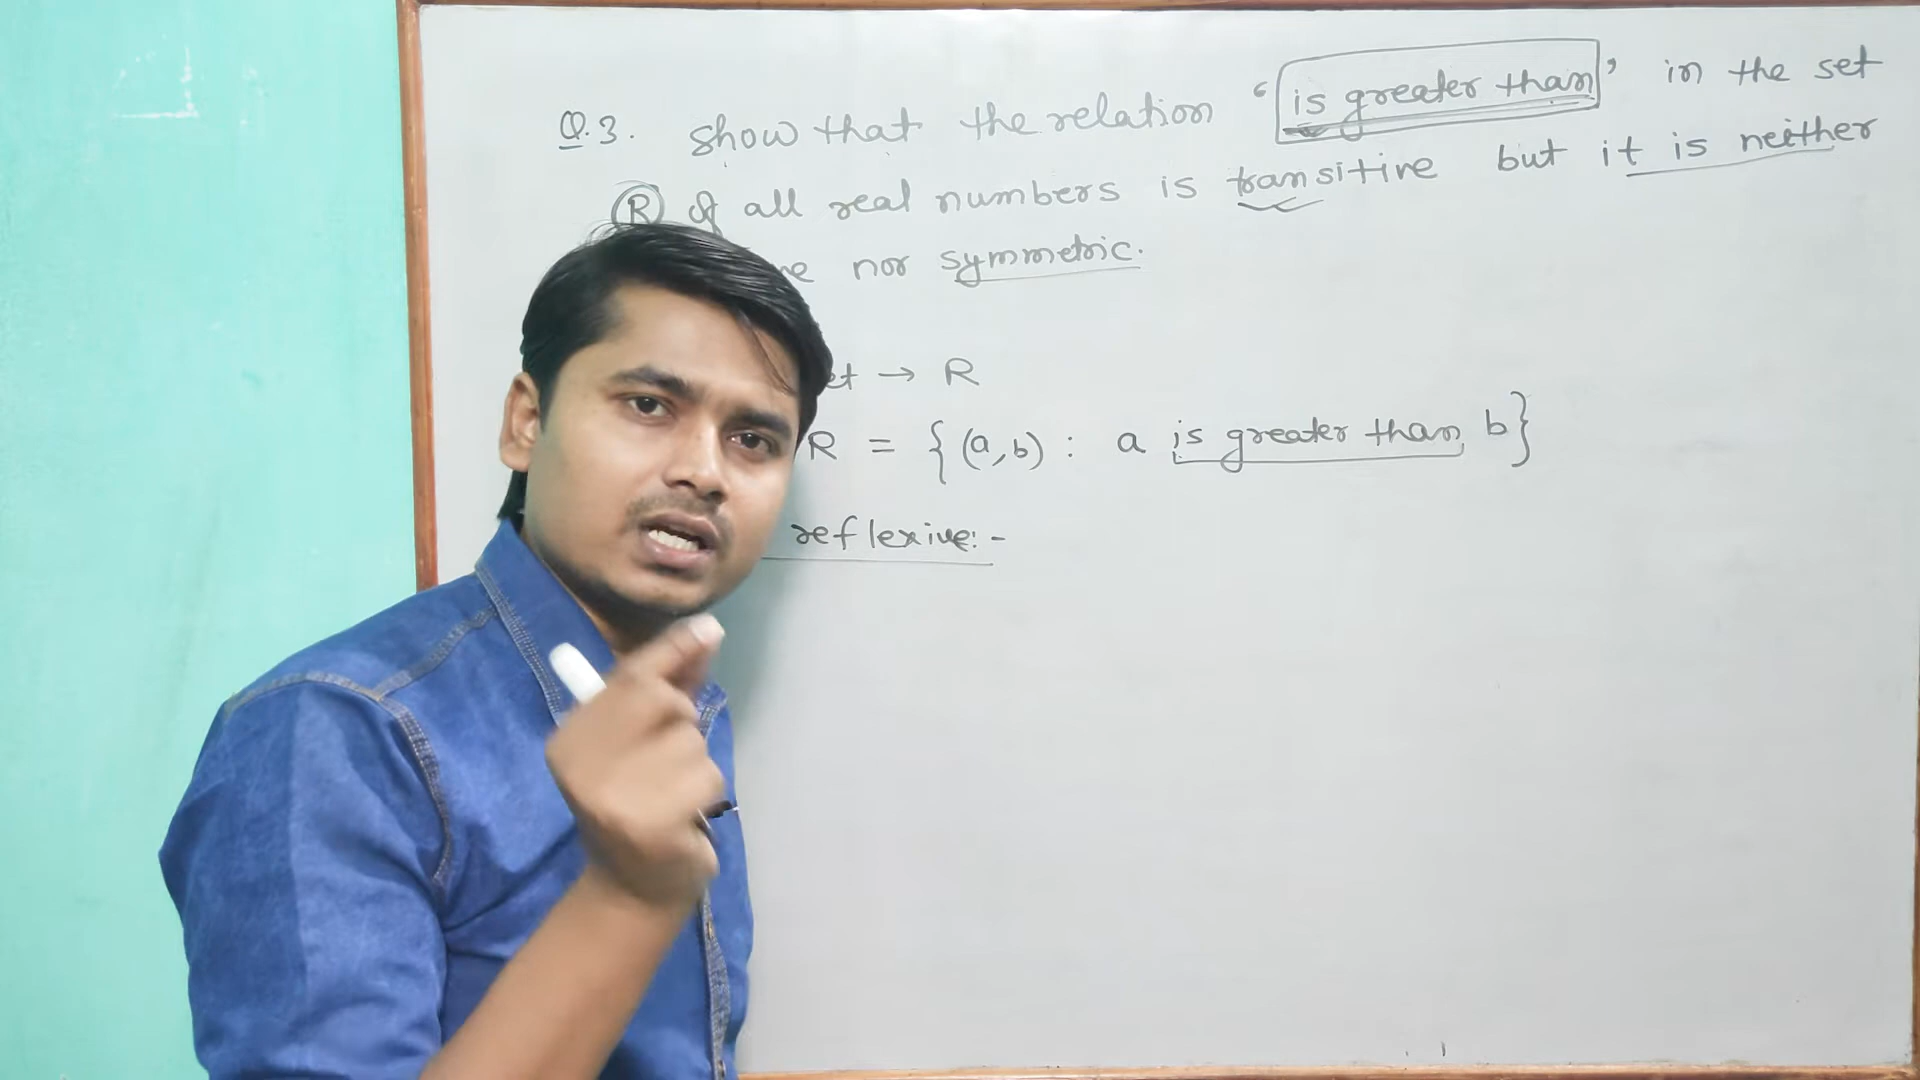 Q.3. Show that the relation ‘is greater than’ in the set
R of all real numbers is transitive but it is neither
nor symmetric.
→ R
R = {(a,b) : a is greater than b}
reflexive:-